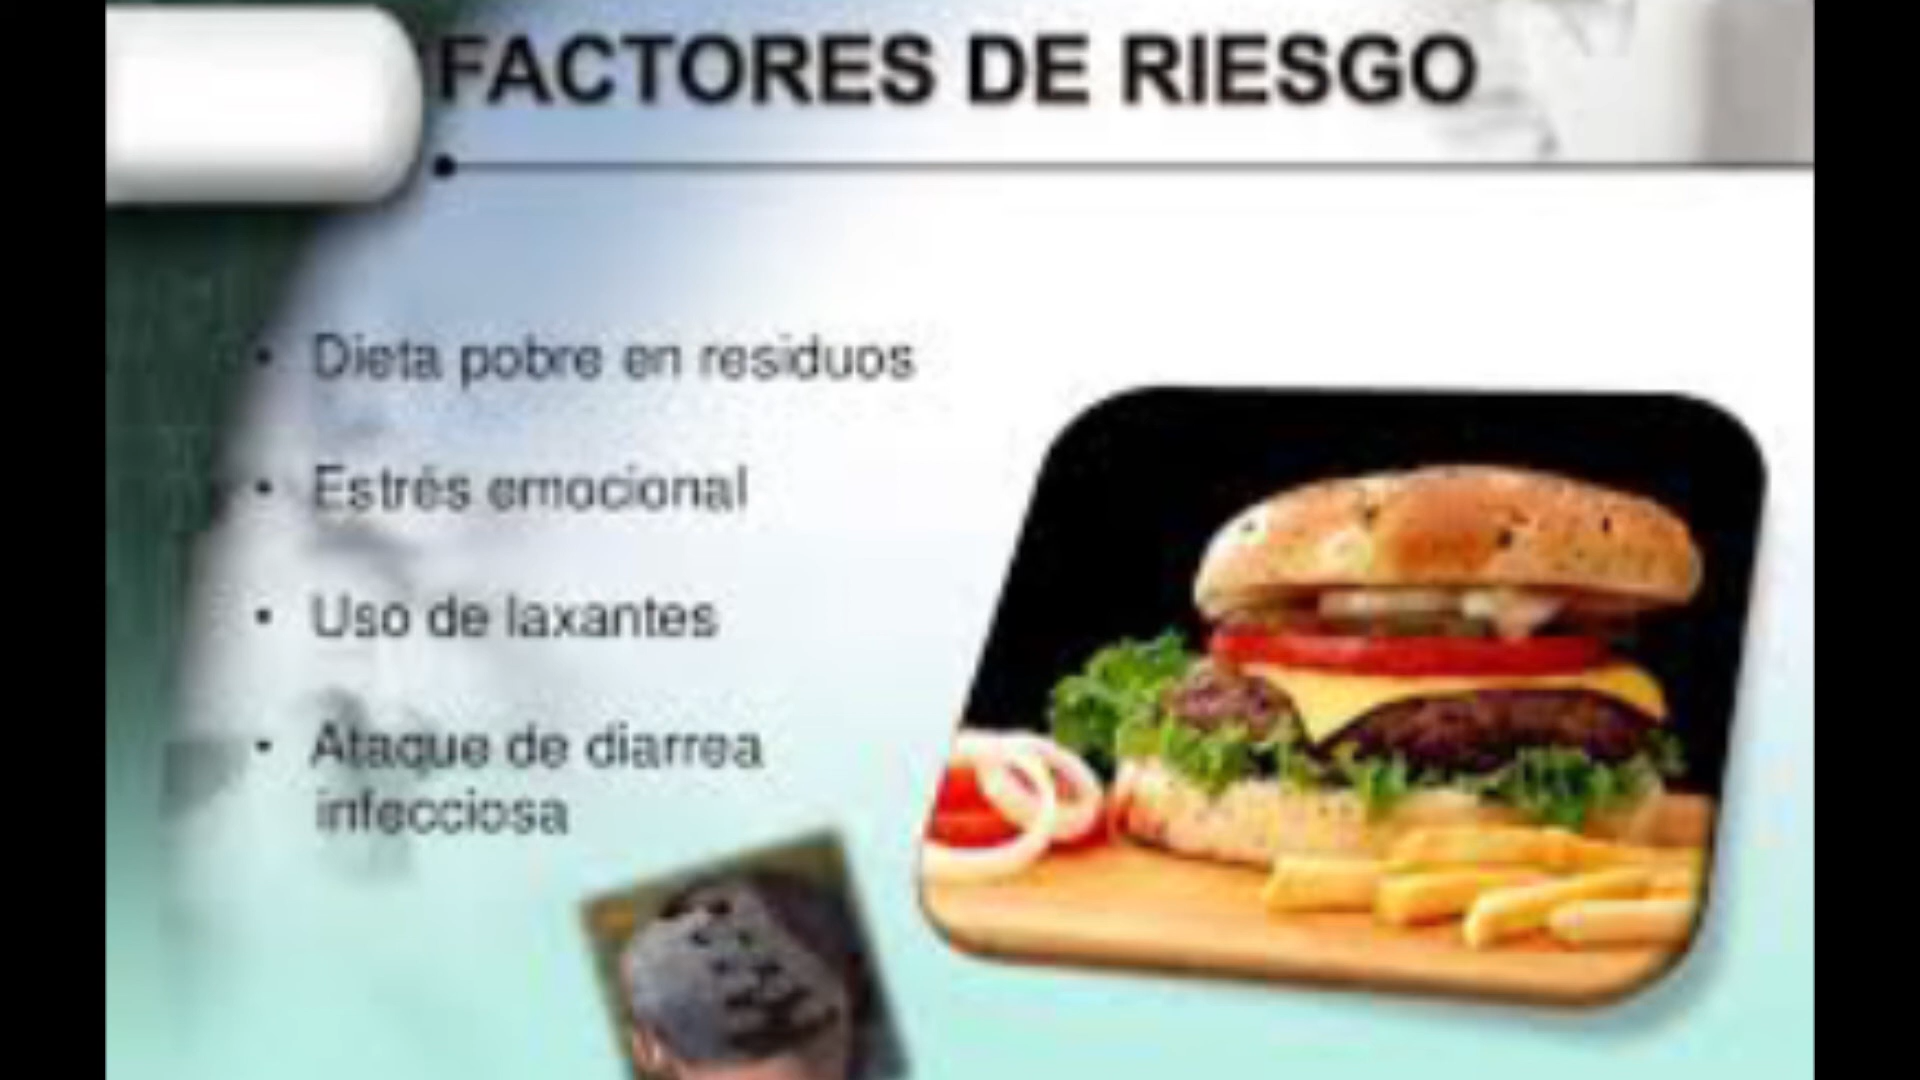 FACTORES DE RIESGO
• Dieta pobre en residuos
• Estrés emocional
• Uso de laxantes
• Ataque de diarrea
infecciosa